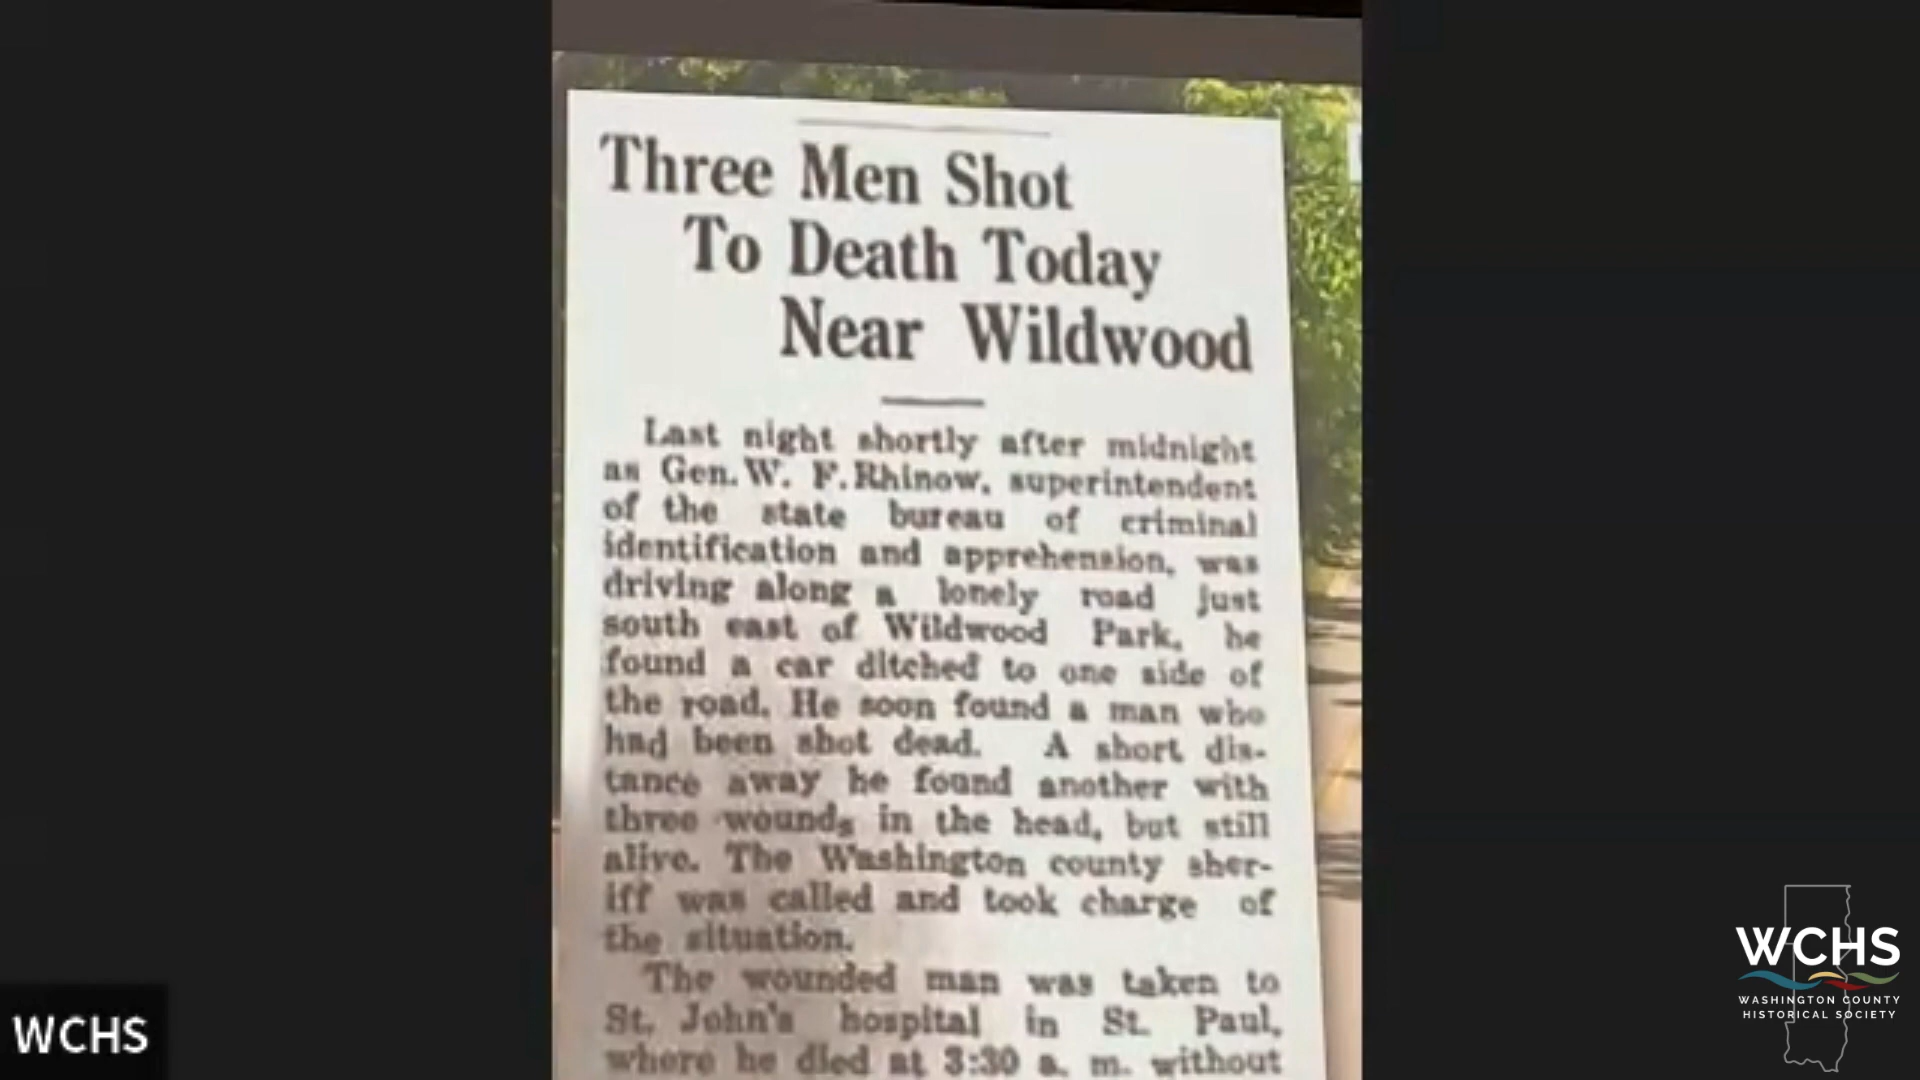 Three Men Shot
To Death Today
Near Wildwood
Last night shortly after midnight
as Gen. W. F. Rhinow, superintendent
of the state bureau of criminal
identification and apprehension, was
driving along a lonely road just
south east of Wildwood Park, he
found a car ditched to one side of
the road. He soon found a man who
had been shot dead. A short dis-
tance away he found another with
three wounds in the head, but still
alive. The Washington county sher-
iff was called and took charge of
the situation.
The wounded man was taken to
St. John's hospital in St. Paul,
where he died at 3:30 a. m. without
WCHS
WCHS
WASHINGTON COUNTY
HISTORICAL SOCIETY